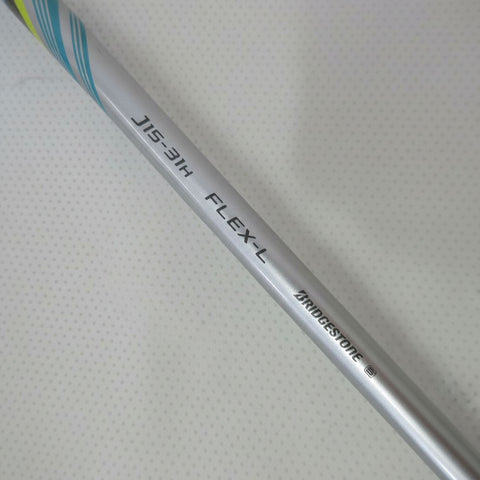 J15-31H FLEX-L BRIDGESTONE